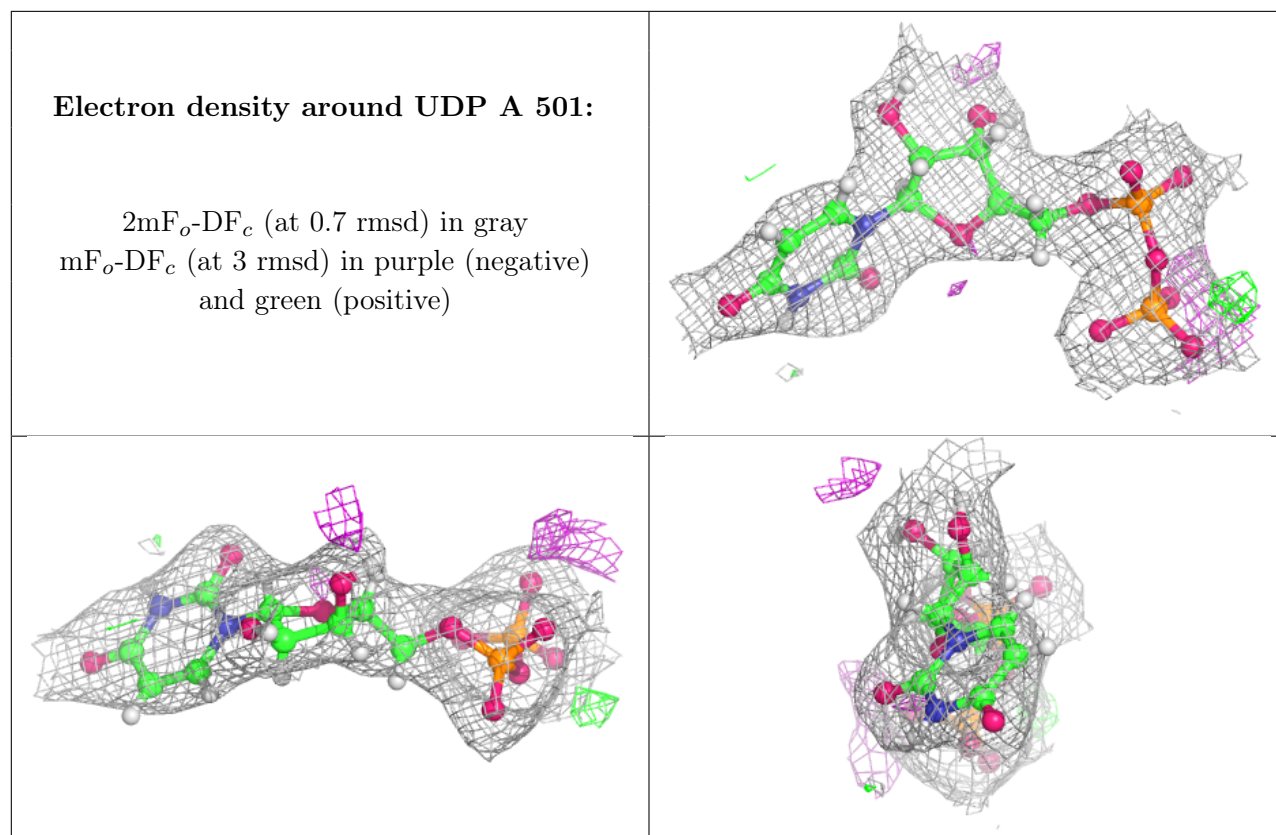 Electron density around UDP A 501:
2mFo-DFc (at 0.7 rmsd) in gray
mFo-DFc (at 3 rmsd) in purple (negative)
and green (positive)